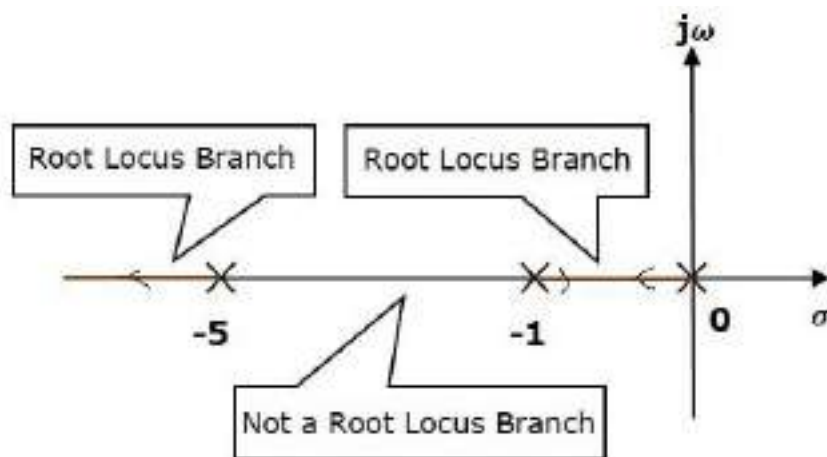 jω
Root Locus Branch
Root Locus Branch
-5
-1
0
σ
Not a Root Locus Branch